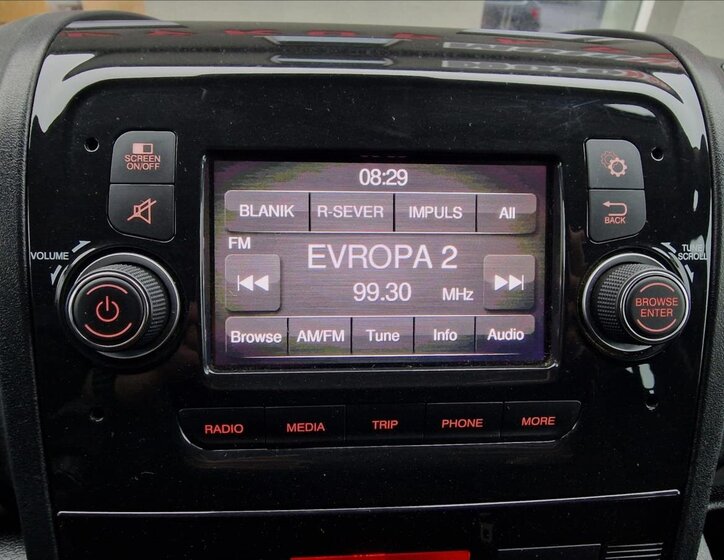 08:29
SCREEN
ON/OFF
BLANIK R-SEVER IMPULS All
BACK
FM
EVROPA 2
99.30 MHz
VOLUME
TUNE
SCROLL
BROWSE
ENTER
Browse AM/FM Tune Info Audio
RADIO MEDIA TRIP PHONE MORE